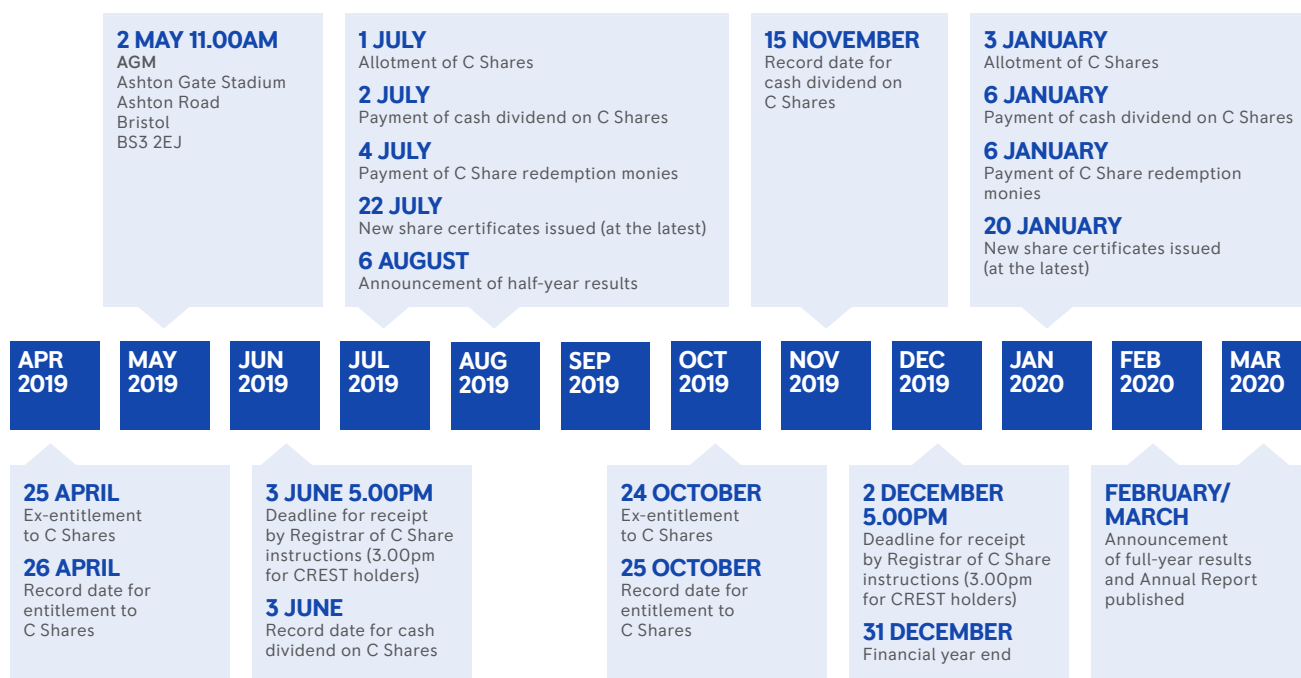 2 MAY 11.00AM
AGM
Ashton Gate Stadium
Ashton Road
Bristol
BS3 2EJ
1 JULY
Allotment of C Shares
2 JULY
Payment of cash dividend on C Shares
4 JULY
Payment of C Share redemption monies
22 JULY
New share certificates issued (at the latest)
6 AUGUST
Announcement of half-year results
15 NOVEMBER
Record date for
cash dividend on
C Shares
3 JANUARY
Allotment of C Shares
6 JANUARY
Payment of cash dividend on C Shares
6 JANUARY
Payment of C Share redemption
monies
20 JANUARY
New share certificates issued
(at the latest)
APR
2019
MAY
2019
JUN
2019
JUL
2019
AUG
2019
SEP
2019
OCT
2019
NOV
2019
DEC
2019
JAN
2020
FEB
2020
MAR
2020
25 APRIL
Ex-entitlement
to C Shares
26 APRIL
Record date for
entitlement to
C Shares
3 JUNE 5.00PM
Deadline for receipt
by Registrar of C Share
instructions (3.00pm
for CREST holders)
3 JUNE
Record date for cash
dividend on C Shares
24 OCTOBER
Ex-entitlement
to C Shares
25 OCTOBER
Record date for
entitlement to
C Shares
2 DECEMBER
5.00PM
Deadline for receipt
by Registrar of C Share
instructions (3.00pm
for CREST holders)
31 DECEMBER
Financial year end
FEBRUARY/
MARCH
Announcement
of full-year results
and Annual Report
published